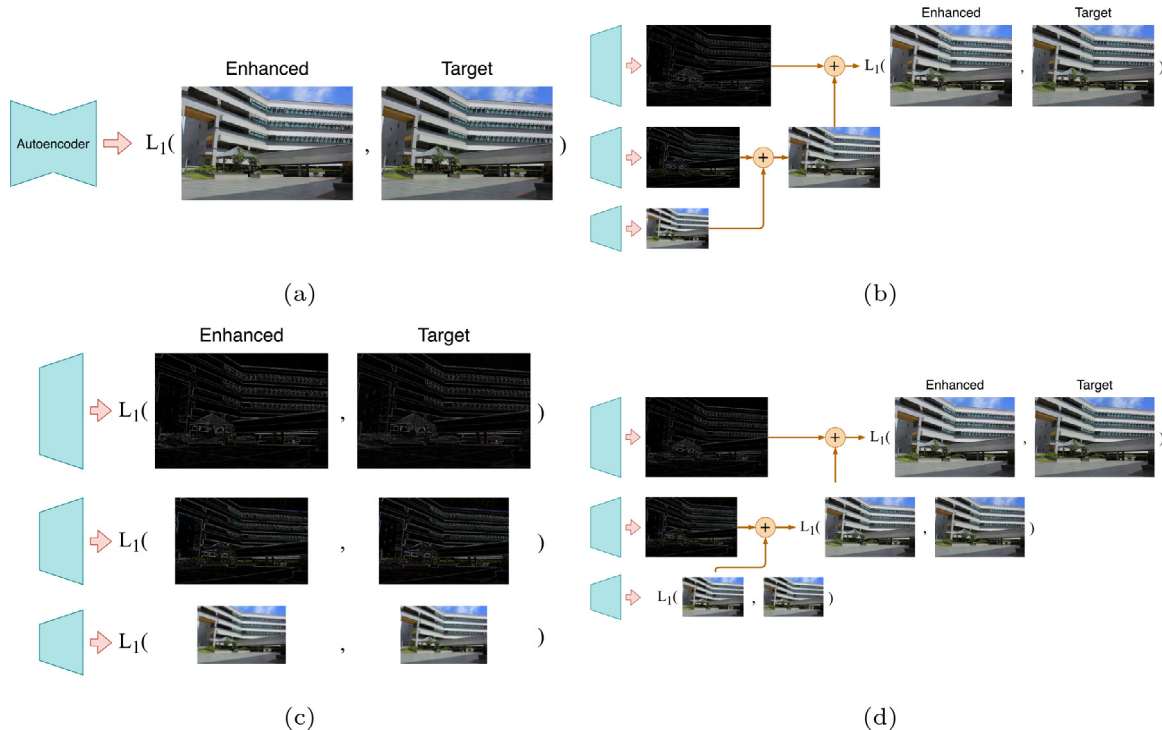 Enhanced Target
Autoencoder
L1( , )
(a)
Enhanced Target
+ L1( , )
+
(b)
Enhanced Target
L1( , )
L1( , )
L1( , )
(c)
Enhanced Target
+ L1( , )
+ L1( , )
L1( , )
(d)